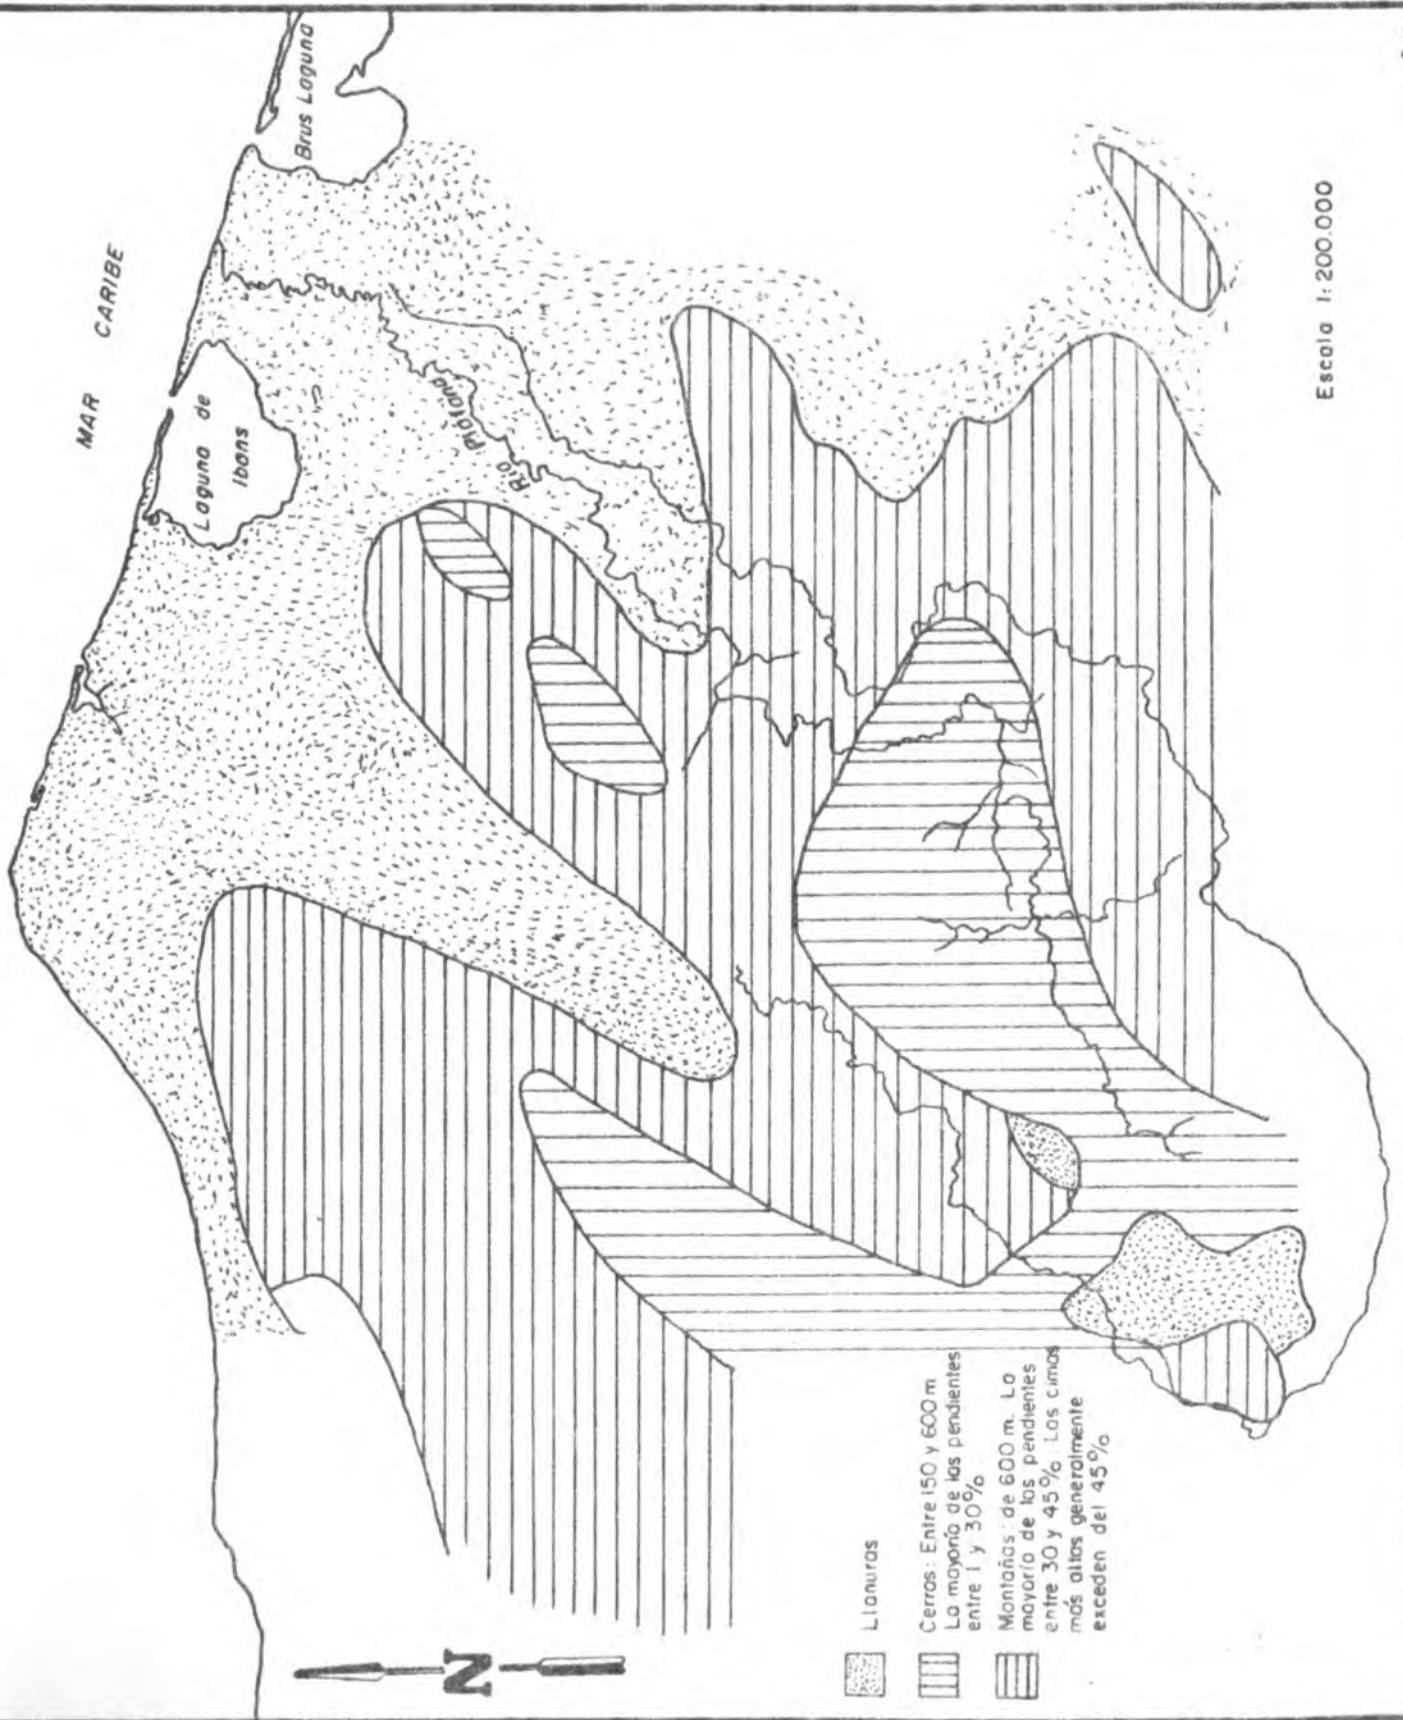 MAR CARIBE
Brus Laguna
Laguna de
Ibans
Río Plátano
N
Llanuras
Cerros: Entre 150 y 600 m
La mayoría de las pendientes
entre 1 y 30%
Montañas: de 600 m. La
mayoría de las pendientes
entre 30 y 45%. Las cimas
más altas generalmente
exceden del 45%
Escala 1:200.000